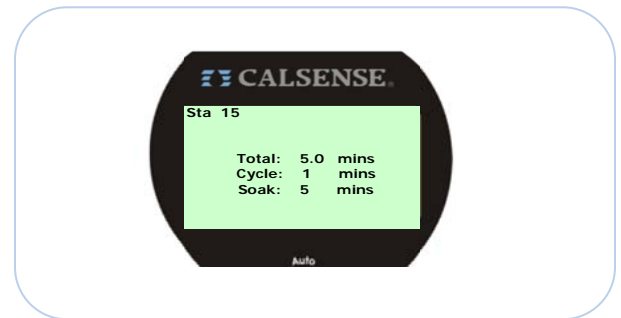 CALSENSE.
Sta 15
Total: 5.0 mins
Cycle: 1 mins
Soak: 5 mins
Auto